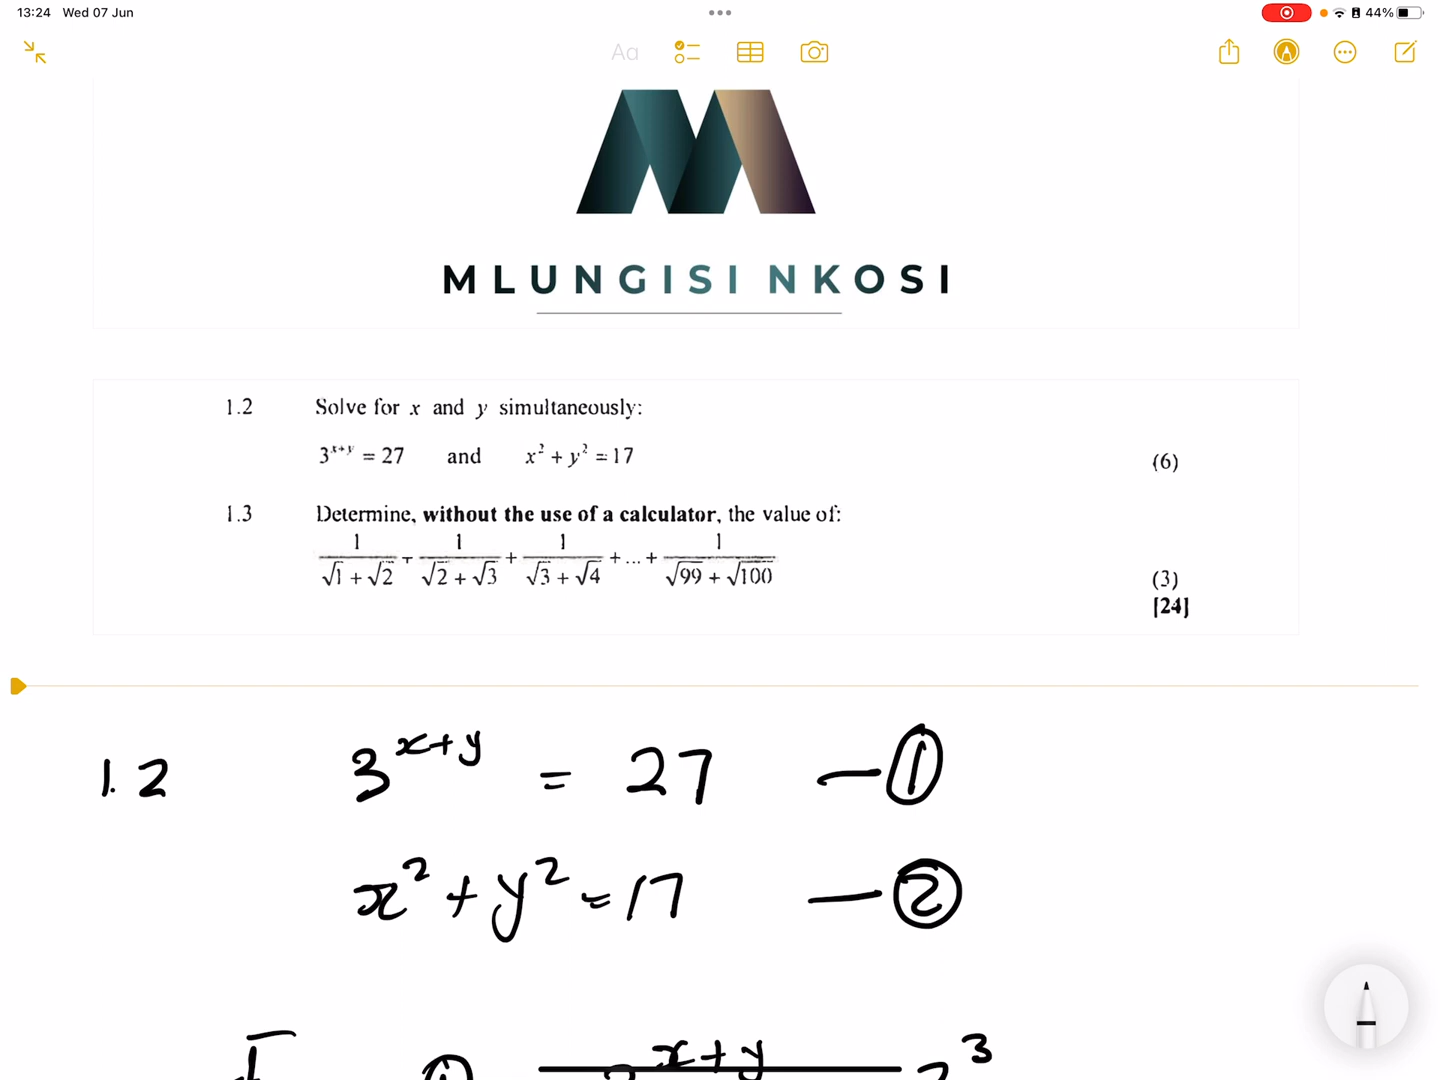 13:24 Wed 07 Jun
44%
Aa
MLUNGISI NKOSI
1.2 Solve for x and y simultaneously:
3^{x+y} = 27 and x² + y² = 17 (6)
1.3 Determine, without the use of a calculator, the value of:
1/(√1 + √2) + 1/(√2 + √3) + 1/(√3 + √4) + ... + 1/(√99 + √100) (3)
[24]
1.2 3^{x+y} = 27 — ①
x² + y² = 17 — ②
x+y 3